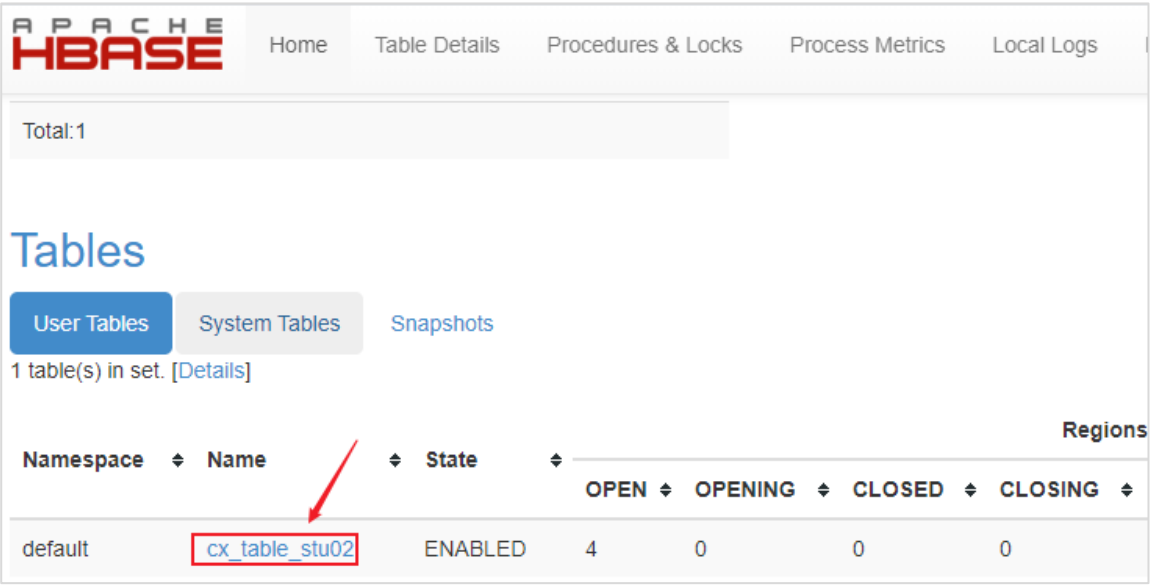 APACHE
HBASE Home Table Details Procedures & Locks Process Metrics Local Logs
Total:1
Tables
User Tables System Tables Snapshots
1 table(s) in set. [Details]
Regions
Namespace Name State
OPEN OPENING CLOSED CLOSING
default cx_table_stu02 ENABLED 4 0 0 0